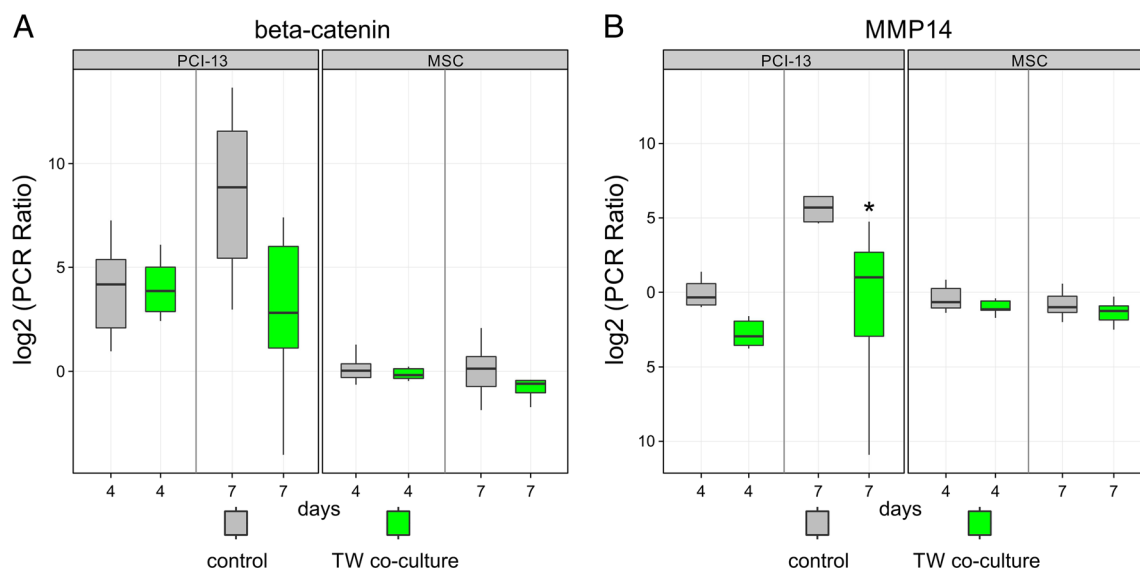 A
beta-catenin
PCI-13
MSC
log2 (PCR Ratio)
10
5
0
4
4
7
7
4
4
7
7
days
control
TW co-culture
B
MMP14
PCI-13
MSC
log2 (PCR Ratio)
10
5
0
5
10
*
4
4
7
7
4
4
7
7
days
control
TW co-culture